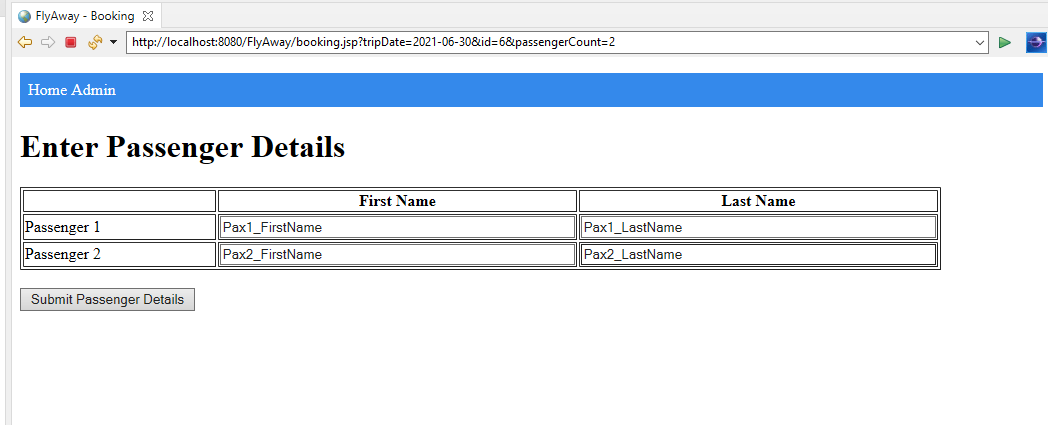 FlyAway - Booking
http://localhost:8080/FlyAway/booking.jsp?tripDate=2021-06-30&id=6&passengerCount=2
Home Admin
Enter Passenger Details
First Name Last Name
Passenger 1 Pax1_FirstName Pax1_LastName
Passenger 2 Pax2_FirstName Pax2_LastName
Submit Passenger Details